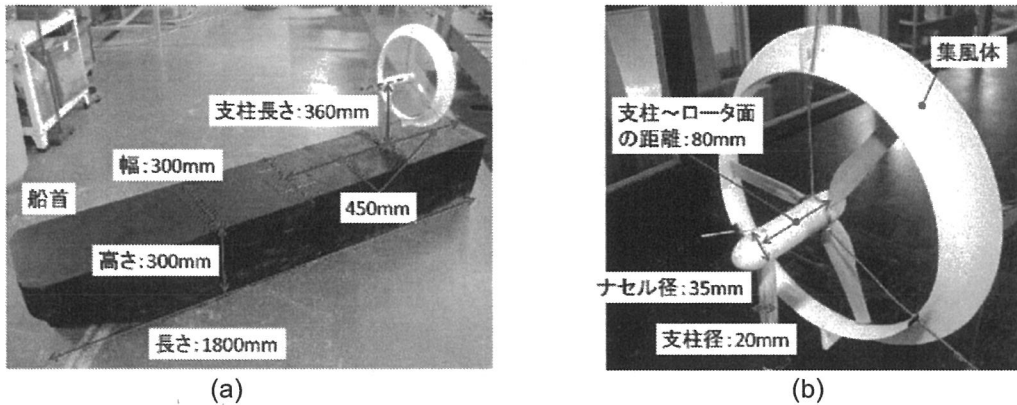 支柱長さ:360mm
幅:300mm
船首
450mm
高さ:300mm
長さ:1800mm
(a)
集風体
支柱～ロータ面
の距離:80mm
ナセル径:35mm
支柱径:20mm
(b)